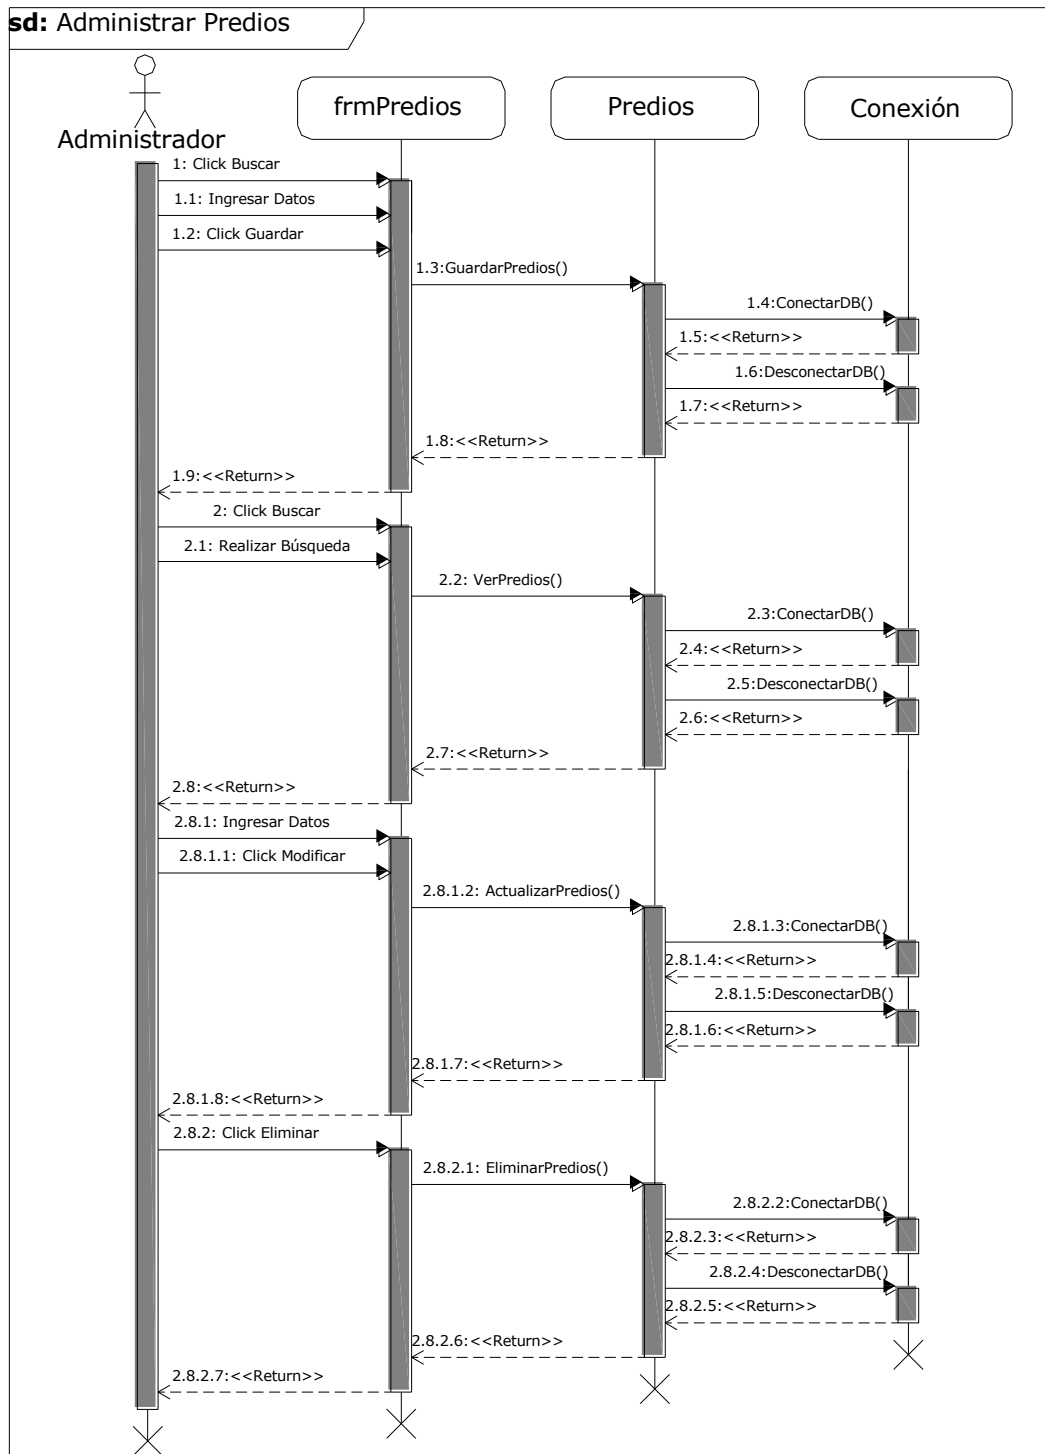 sd: Administrar Predios
frmPredios
Predios
Conexión
Administrador
1: Click Buscar
1.1: Ingresar Datos
1.2: Click Guardar
1.3:GuardarPredios()
1.4:ConectarDB()
1.5:<<Return>>
1.6:DesconectarDB()
1.7:<<Return>>
1.8:<<Return>>
1.9:<<Return>>
2: Click Buscar
2.1: Realizar Búsqueda
2.2: VerPredios()
2.3:ConectarDB()
2.4:<<Return>>
2.5:DesconectarDB()
2.6:<<Return>>
2.7:<<Return>>
2.8:<<Return>>
2.8.1: Ingresar Datos
2.8.1.1: Click Modificar
2.8.1.2: ActualizarPredios()
2.8.1.3:ConectarDB()
2.8.1.4:<<Return>>
2.8.1.5:DesconectarDB()
2.8.1.6:<<Return>>
2.8.1.7:<<Return>>
2.8.1.8:<<Return>>
2.8.2: Click Eliminar
2.8.2.1: EliminarPredios()
2.8.2.2:ConectarDB()
2.8.2.3:<<Return>>
2.8.2.4:DesconectarDB()
2.8.2.5:<<Return>>
2.8.2.6:<<Return>>
2.8.2.7:<<Return>>